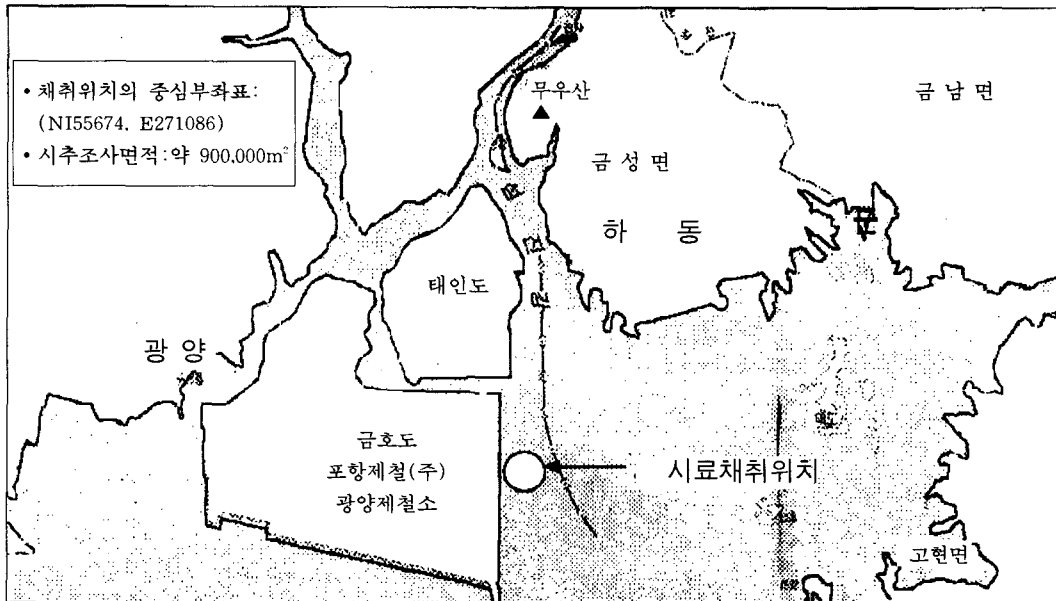 • 채취위치의 중심부좌표:
(NI55674, E271086)
• 시추조사면적:약 900,000m²
무우산
금남면
금성면
하 동
태인도
광 양
금호도
포항제철(주)
광양제철소
시료채취위치
고현면